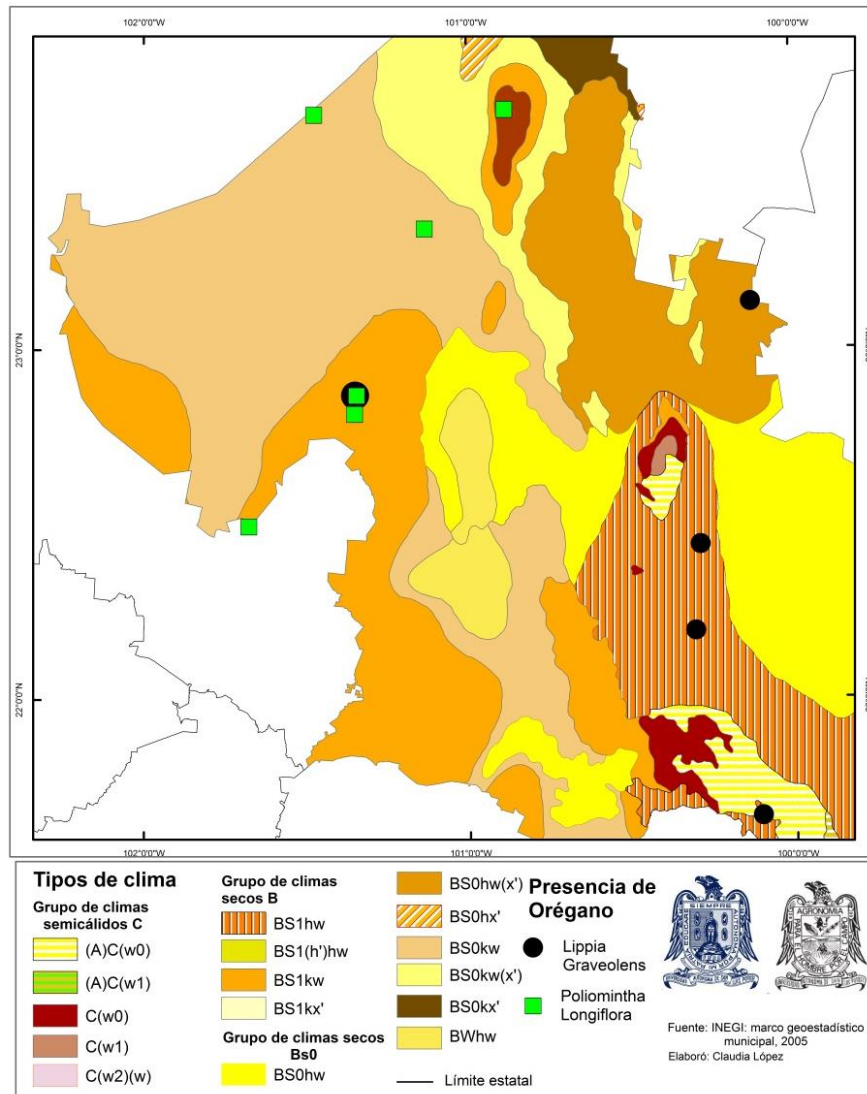 102°0'0"W 101°0'0"W 100°0'0"W
23°0'0"N
22°0'0"N
102°0'0"W 101°0'0"W 100°0'0"W
Tipos de clima
Grupo de climas
semicálidos C
(A)C(w0)
(A)C(w1)
C(w0)
C(w1)
C(w2)(w)
Grupo de climas
secos B
BS1hw
BS1(h')hw
BS1kw
BS1kx'
Grupo de climas secos
Bs0
BS0hw
BS0hw(x')
BS0hx'
BS0kw
BS0kw(x')
BS0kx'
BWhw
Límite estatal
Presencia de
Orégano
Lippia
Graveolens
Poliomintha
Longiflora
SIEMPRE
AGRONOMIA
Fuente: INEGI: marco geoestadístico
municipal, 2005
Elaboró: Claudia López